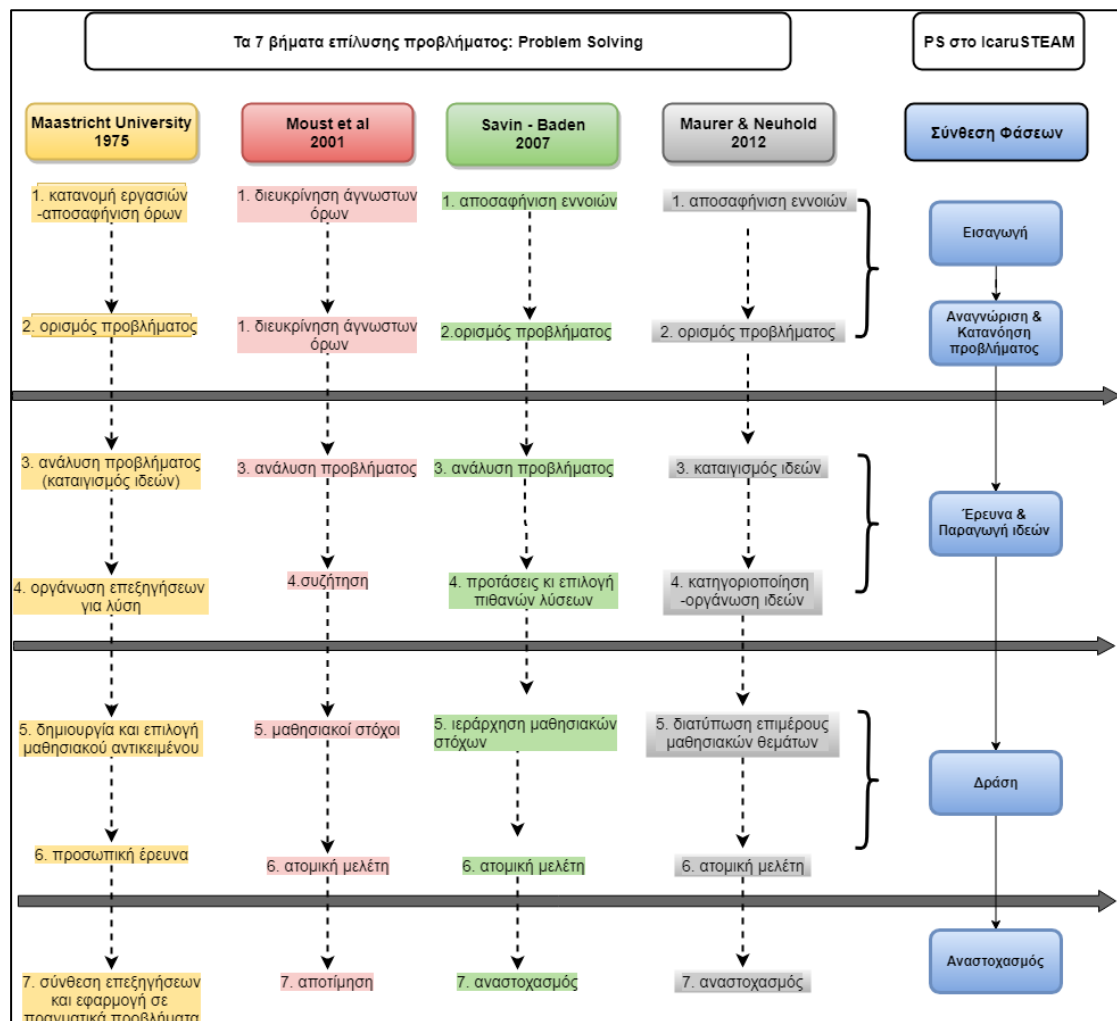 Τα 7 βήματα επίλυσης προβλήματος: Problem Solving
PS στο IcaruSTEAM
Maastricht University
1975
Moust et al
2001
Savin - Baden
2007
Maurer & Neuhold
2012
Σύνθεση Φάσεων
1. κατανομή εργασιών
-αποσαφήνιση όρων
1. διευκρίνηση άγνωστων
όρων
1. αποσαφήνιση εννοιών
1. αποσαφήνιση εννοιών
Εισαγωγή
2. ορισμός προβλήματος
1. διευκρίνηση άγνωστων
όρων
2.ορισμός προβλήματος
2. ορισμός προβλήματος
Αναγνώριση &
Κατανόηση
προβλήματος
3. ανάλυση προβλήματος
(καταιγισμός ιδεών)
3. ανάλυση προβλήματος
3. ανάλυση προβλήματος
3. καταιγισμός ιδεών
Έρευνα &
Παραγωγή ιδεών
4. οργάνωση επεξηγήσεων
για λύση
4.συζήτηση
4. προτάσεις κι επιλογή
πιθανών λύσεων
4. κατηγοριοποίηση
-οργάνωση ιδεών
5. δημιουργία και επιλογή
μαθησιακού αντικειμένου
5. μαθησιακοί στόχοι
5. ιεράρχηση μαθησιακών
στόχων
5. διατύπωση επιμέρους
μαθησιακών θεμάτων
Δράση
6. προσωπική έρευνα
6. ατομική μελέτη
6. ατομική μελέτη
6. ατομική μελέτη
7. σύνθεση επεξηγήσεων
και εφαρμογή σε
πραγματικά προβλήματα
7. αποτίμηση
7. αναστοχασμός
7. αναστοχασμός
Αναστοχασμός